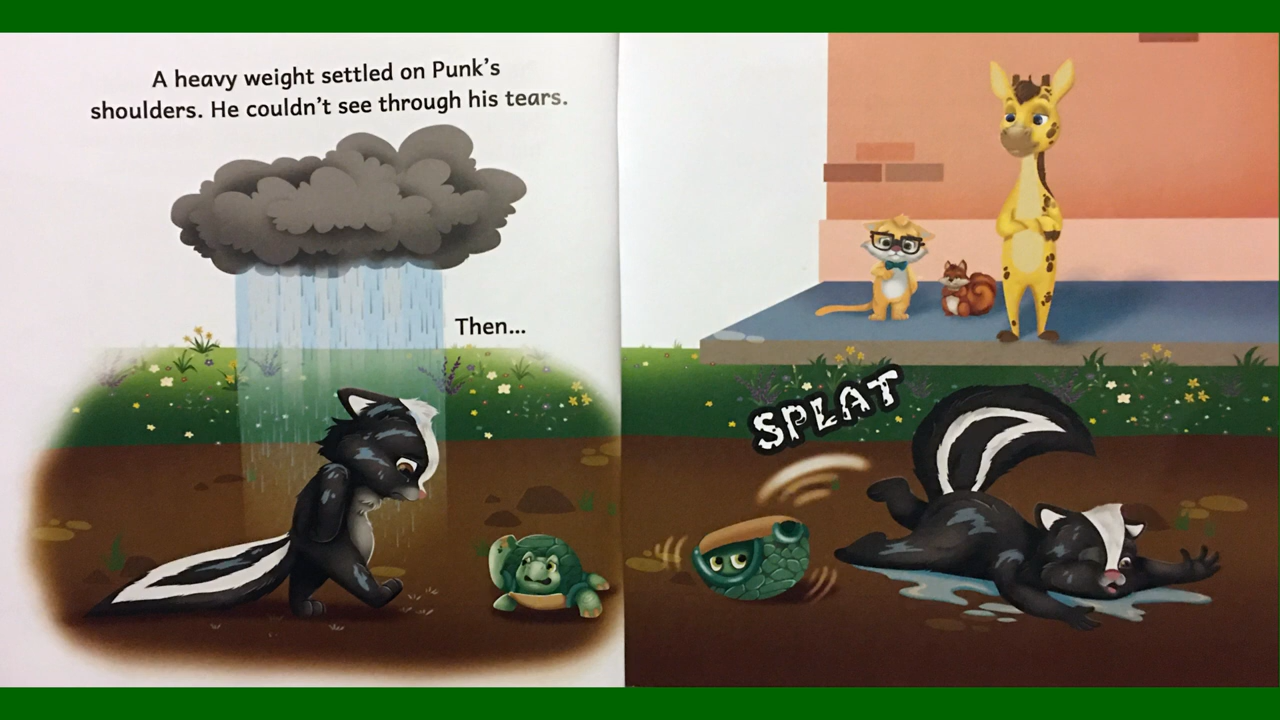 A heavy weight settled on Punk's
shoulders. He couldn't see through his tears.
Then...
SPLAT